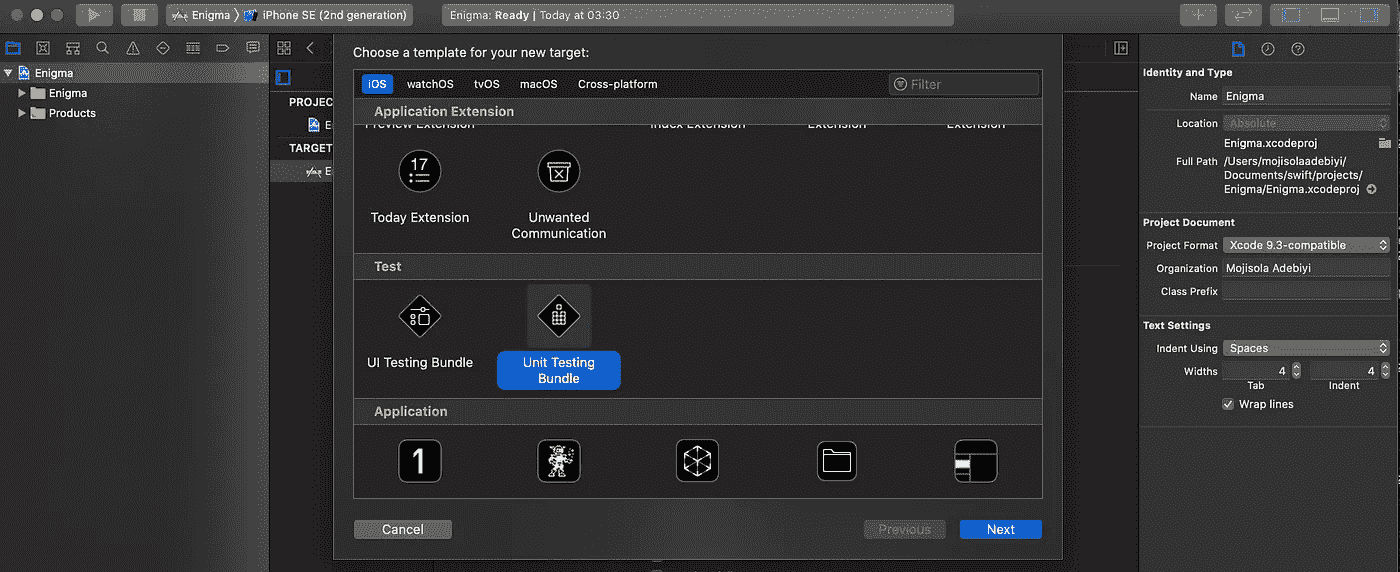 Enigma
iPhone SE (2nd generation)
Enigma: Ready | Today at 03:30
Enigma
Enigma
Products
PROJEC
E
TARGET
E
Choose a template for your new target:
iOS
watchOS
tvOS
macOS
Cross-platform
Filter
Application Extension
Preview Extension
Index Extension
Extension
Extension
17
Today Extension
Unwanted
Communication
Test
UI Testing Bundle
Unit Testing
Bundle
Application
1
Cancel
Previous
Next
Identity and Type
Name Enigma
Location Absolute
Enigma.xcodeproj
Full Path /Users/mojisolaadebiyi/
Documents/swift/projects/
Enigma/Enigma.xcodeproj
Project Document
Project Format Xcode 9.3-compatible
Organization Mojisola Adebiyi
Class Prefix
Text Settings
Indent Using Spaces
Widths 4 4
Tab Indent
Wrap lines